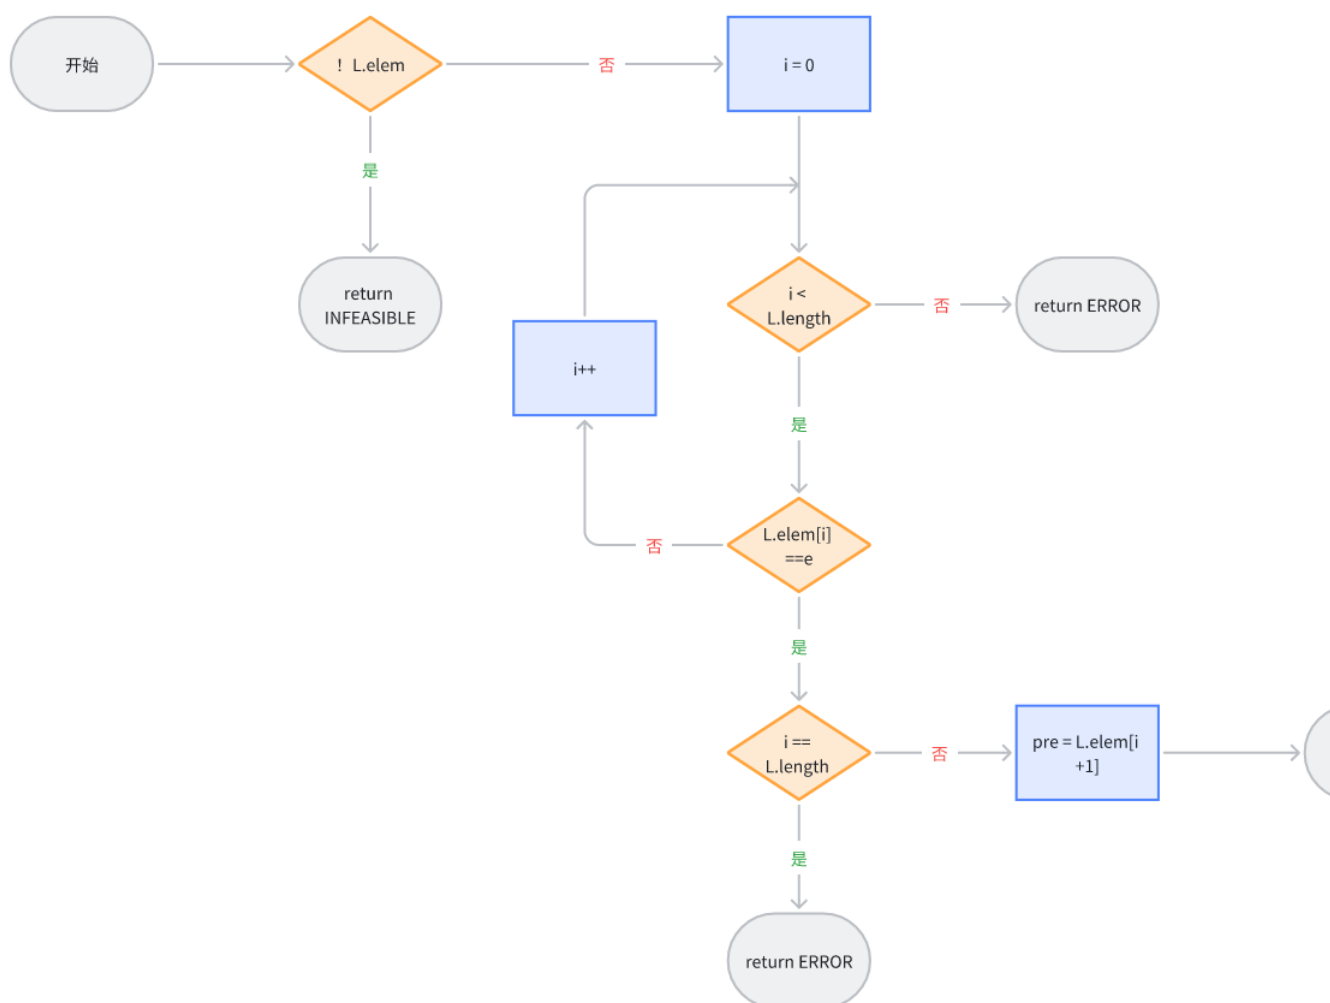 开始
！ L.elem
否
i = 0
是
return
INFEASIBLE
i <
L.length
否
return ERROR
i++
是
L.elem[i]
==e
否
是
i ==
L.length
否
pre = L.elem[i
+1]
是
return ERROR